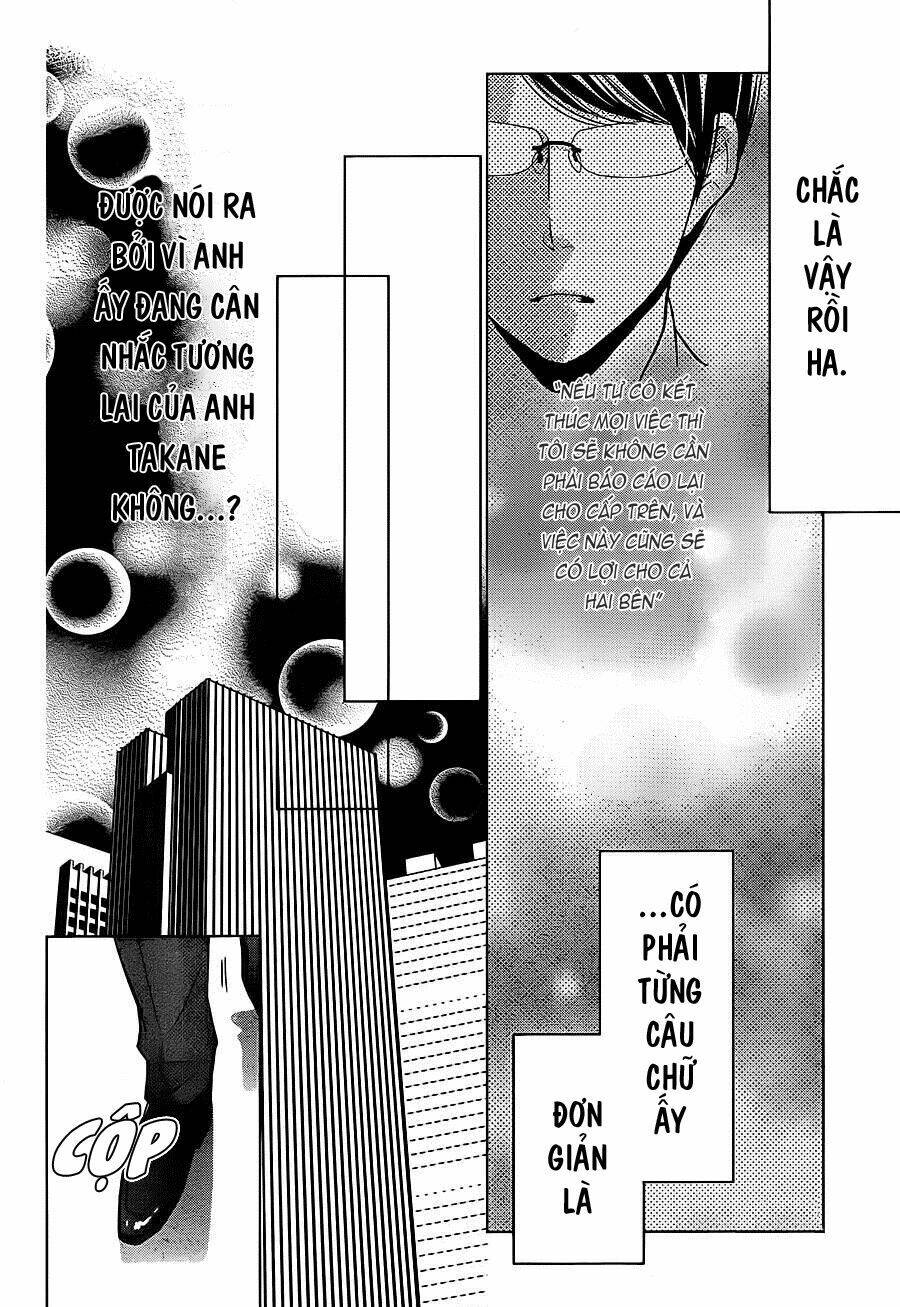 CHẮC
LÀ
VẬY
RỒI
HA.
"NẾU TỰ CÔ KẾT
THÚC MỌI VIỆC THÌ
TÔI SẼ KHÔNG CẦN
PHẢI BÁO CÁO LẠI
CHO CẤP TRÊN, VÀ
VIỆC NÀY CŨNG SẼ
CÓ LỢI CHO CẢ
HAI BÊN"
...CÓ
PHẢI
TỪNG
CÂU
CHỮ
ẤY
ĐƠN
GIẢN
LÀ
ĐƯỢC NÓI RA
BỞI VÌ ANH
ẤY ĐANG CÂN
NHẮC TƯƠNG
LAI CỦA ANH
TAKANE
KHÔNG...?
CỘP